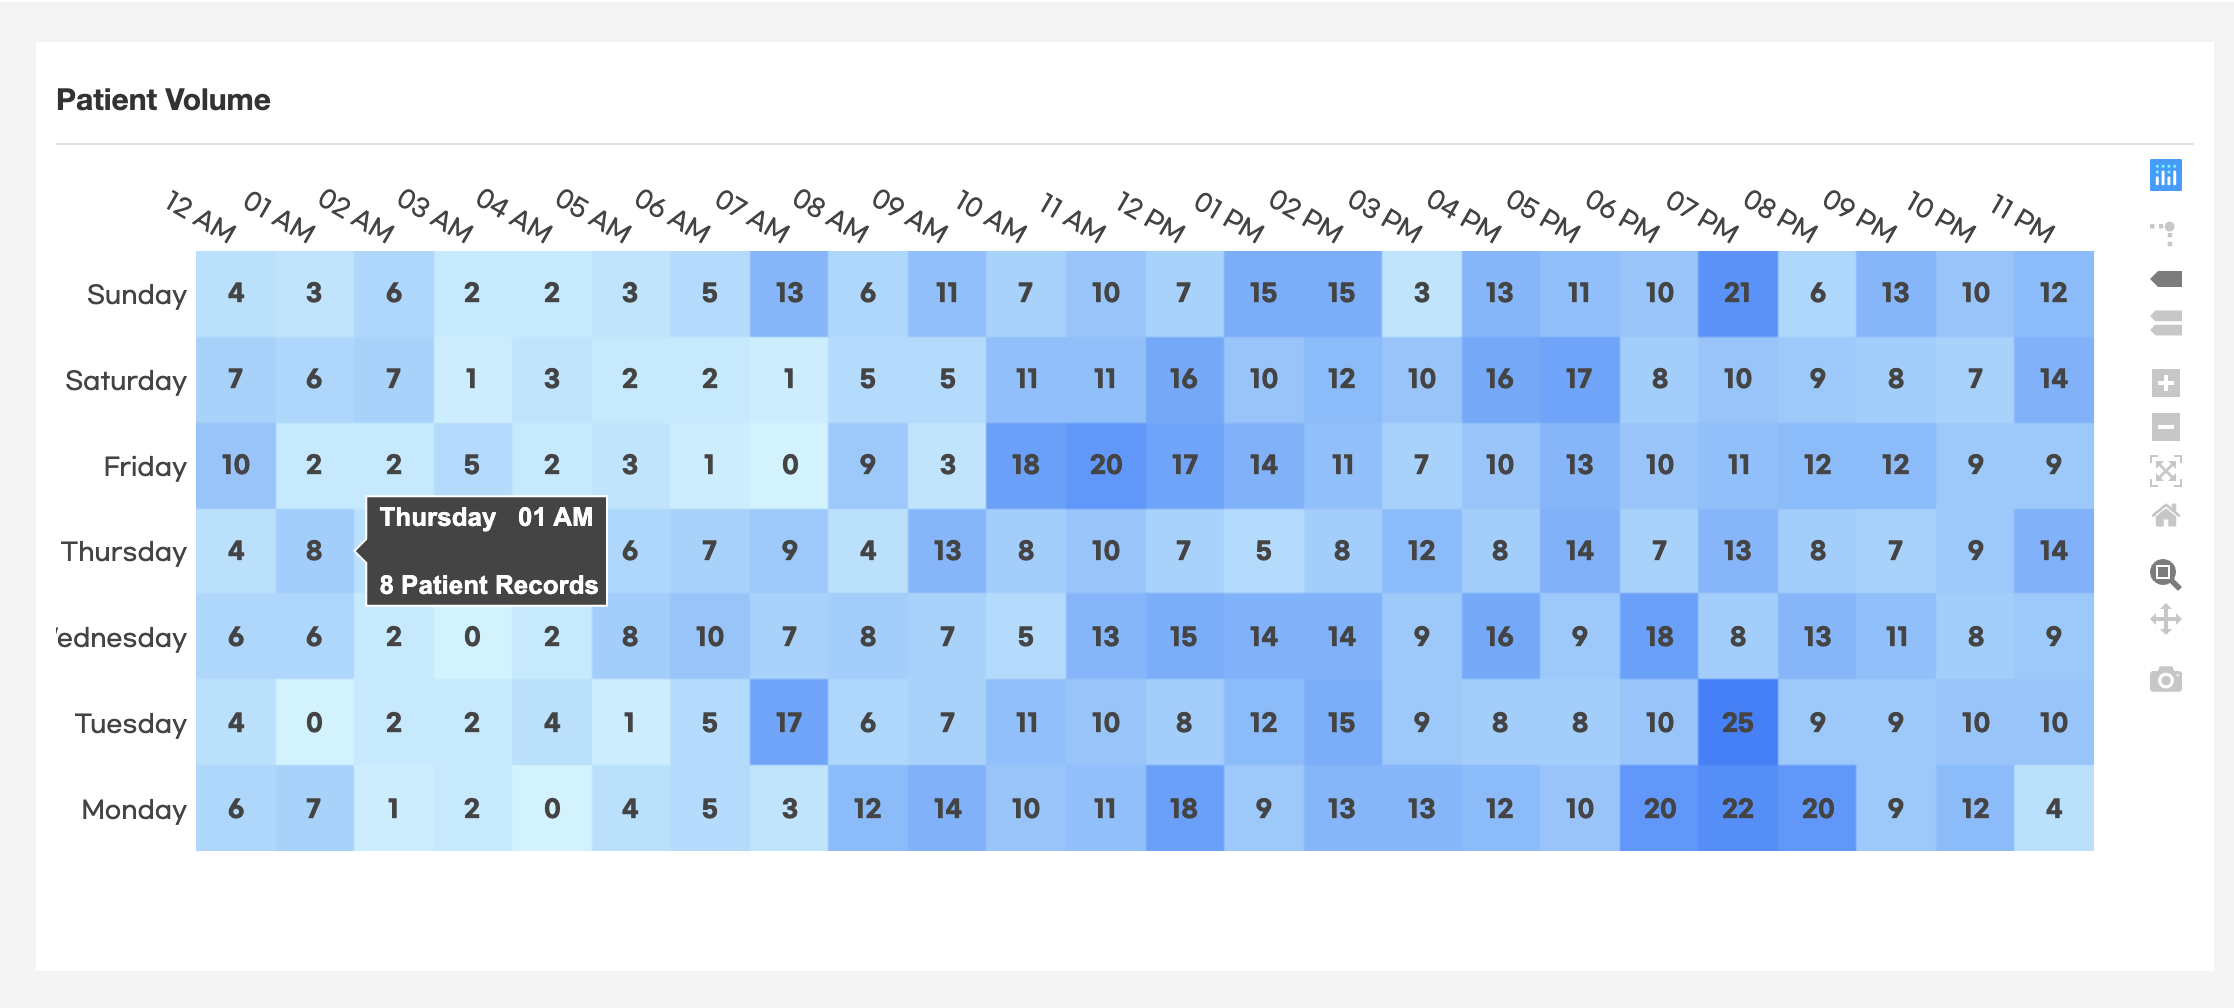 Patient Volume
12 AM 01 AM 02 AM 03 AM 04 AM 05 AM 06 AM 07 AM 08 AM 09 AM 10 AM 11 AM 12 PM 01 PM 02 PM 03 PM 04 PM 05 PM 06 PM 07 PM 08 PM 09 PM 10 PM 11 PM
Sunday 4 3 6 2 2 3 5 13 6 11 7 10 7 15 15 3 13 11 10 21 6 13 10 12
Saturday 7 6 7 1 3 2 2 1 5 5 11 11 16 10 12 10 16 17 8 10 9 8 7 14
Friday 10 2 2 5 2 3 1 0 9 3 18 20 17 14 11 7 10 13 10 11 12 12 9 9
Thursday 01 AM
Thursday 4 8 6 7 9 4 13 8 10 7 5 8 12 8 14 7 13 8 7 9 14
8 Patient Records
ednesday 6 6 2 0 2 8 10 7 8 7 5 13 15 14 14 9 16 9 18 8 13 11 8 9
Tuesday 4 0 2 2 4 1 5 17 6 7 11 10 8 12 15 9 8 8 10 25 9 9 10 10
Monday 6 7 1 2 0 4 5 3 12 14 10 11 18 9 13 13 12 10 20 22 20 9 12 4